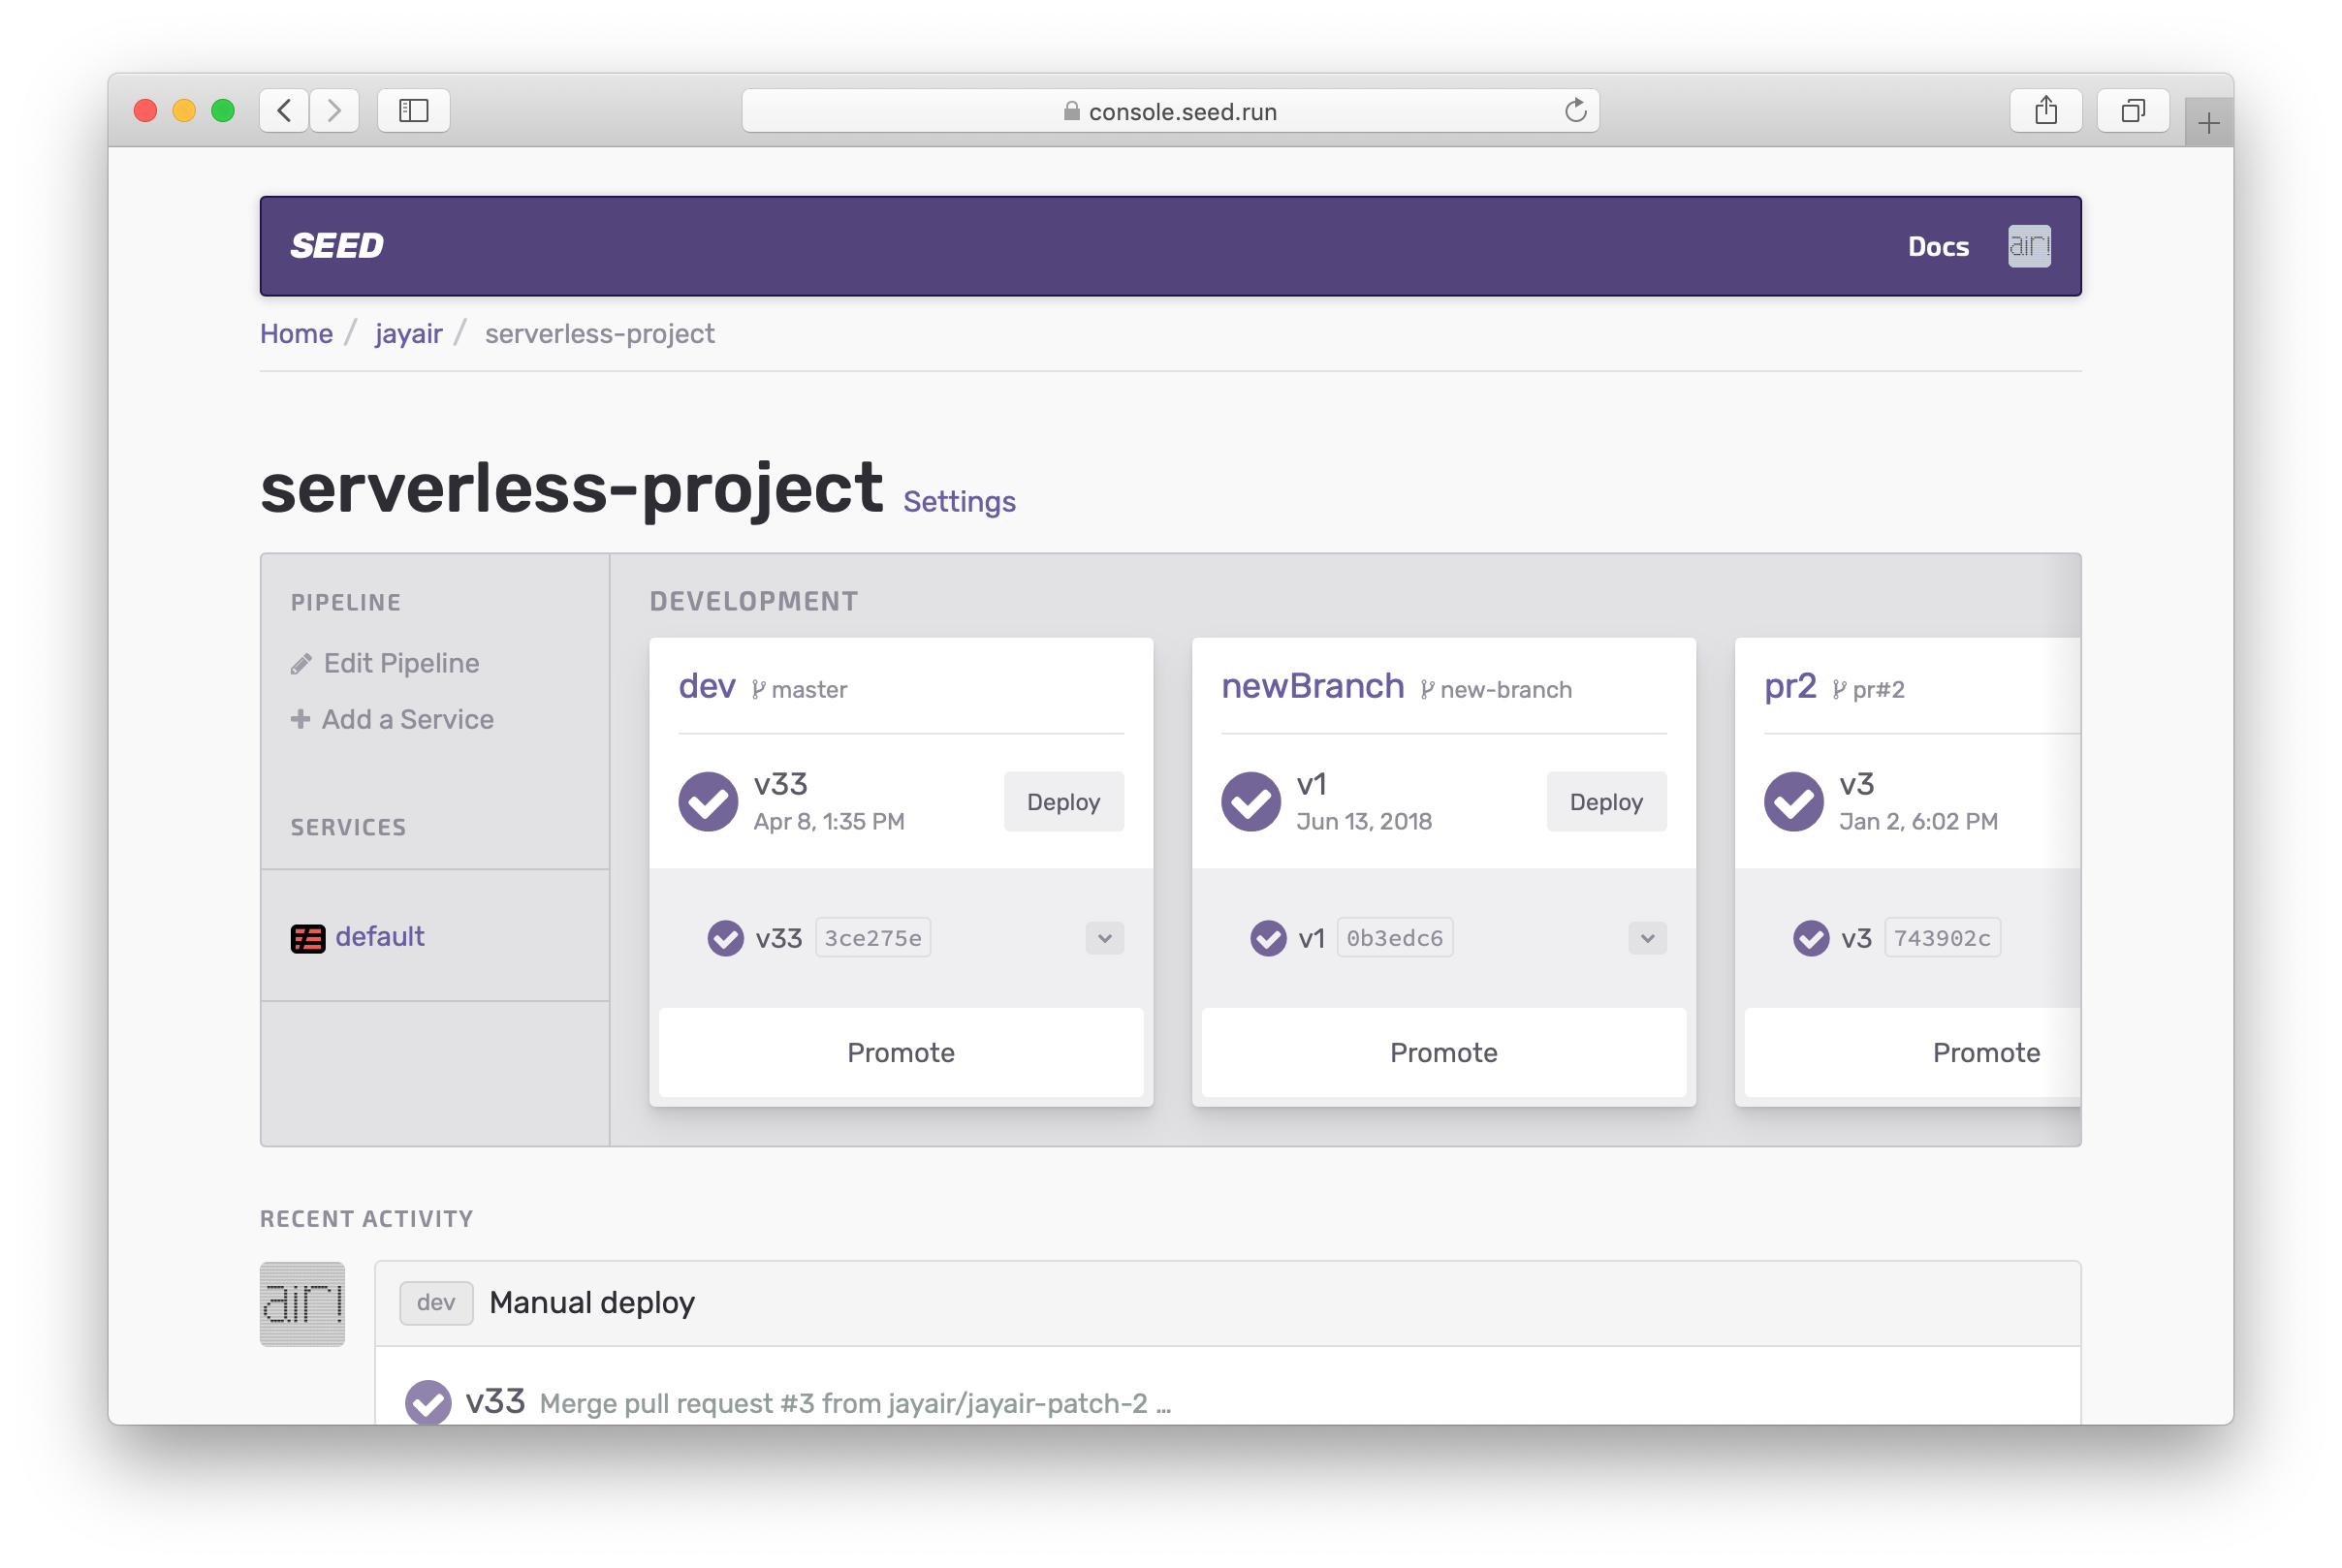 console.seed.run
SEED
Docs
air!
Home / jayair / serverless-project
serverless-project Settings
PIPELINE
Edit Pipeline
Add a Service
SERVICES
default
DEVELOPMENT
dev master
v33
Apr 8, 1:35 PM
Deploy
v33 3ce275e
Promote
newBranch new-branch
v1
Jun 13, 2018
Deploy
v1 0b3edc6
Promote
pr2 pr#2
v3
Jan 2, 6:02 PM
v3 743902c
Promote
RECENT ACTIVITY
air!
dev Manual deploy
v33 Merge pull request #3 from jayair/jayair-patch-2 ...